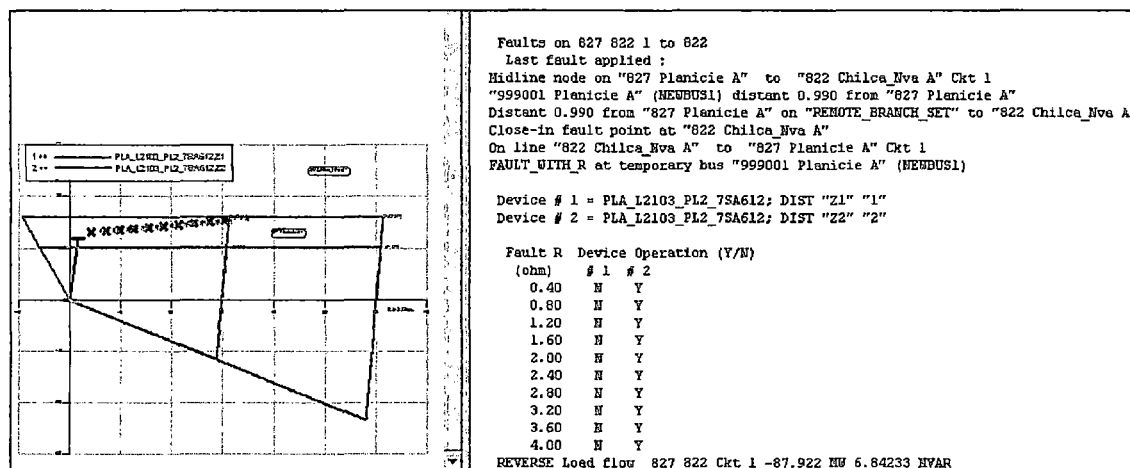 1 ++ PLA_L2103_PL2_7SA612Z1
2 ++ PLA_L2103_PL2_7SA612Z2
Faults on 827 822 1 to 822
Last fault applied :
Midline node on "827 Planicie A" to "822 Chilca_Nva A" Ckt 1
"999001 Planicie A" (NEWBUS1) distant 0.990 from "827 Planicie A"
Distant 0.990 from "827 Planicie A" on "REMOTE_BRANCH_SET" to "822 Chilca_Nva A
Close-in fault point at "822 Chilca_Nva A"
On line "822 Chilca_Nva A" to "827 Planicie A" Ckt 1
FAULT_WITH_R at temporary bus "999001 Planicie A" (NEWBUS1)
Device # 1 = PLA_L2103_PL2_7SA612; DIST "Z1" "1"
Device # 2 = PLA_L2103_PL2_7SA612; DIST "Z2" "2"
Fault R Device Operation (Y/N)
(ohm) # 1 # 2
0.40 N Y
0.80 N Y
1.20 N Y
1.60 N Y
2.00 N Y
2.40 N Y
2.80 N Y
3.20 N Y
3.60 N Y
4.00 N Y
REVERSE Load flow 827 822 Ckt 1 -87.922 MW 6.84233 MVAR